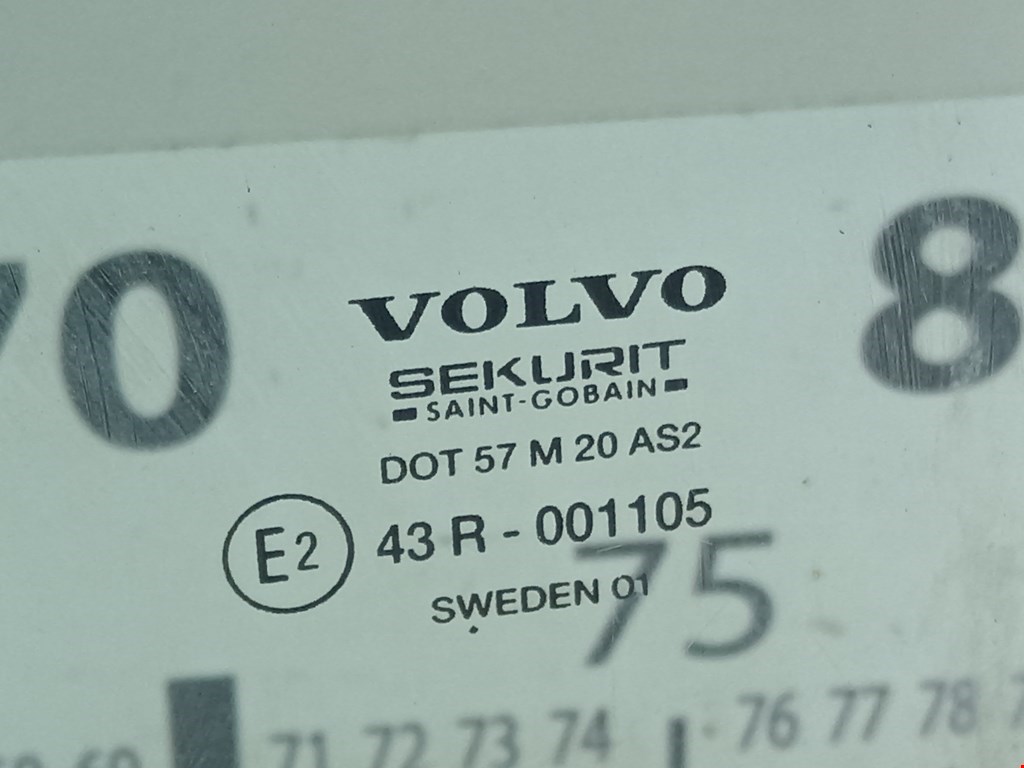 70
8
VOLVO
SEKURIT
SAINT-GOBAIN
DOT 57 M 20 AS2
E2
43 R - 001105
SWEDEN 01
75
69 71 72 73 74 76 77 78